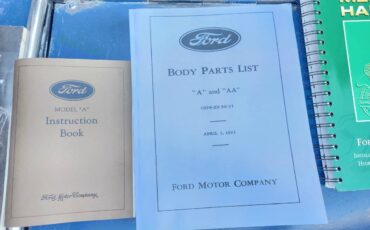 Ford
MODEL "A"
Instruction
Book
Ford Motor Company
Ford
BODY PARTS LIST
"A" and "AA"
APRIL 1, 1931
FORD MOTOR COMPANY
HA